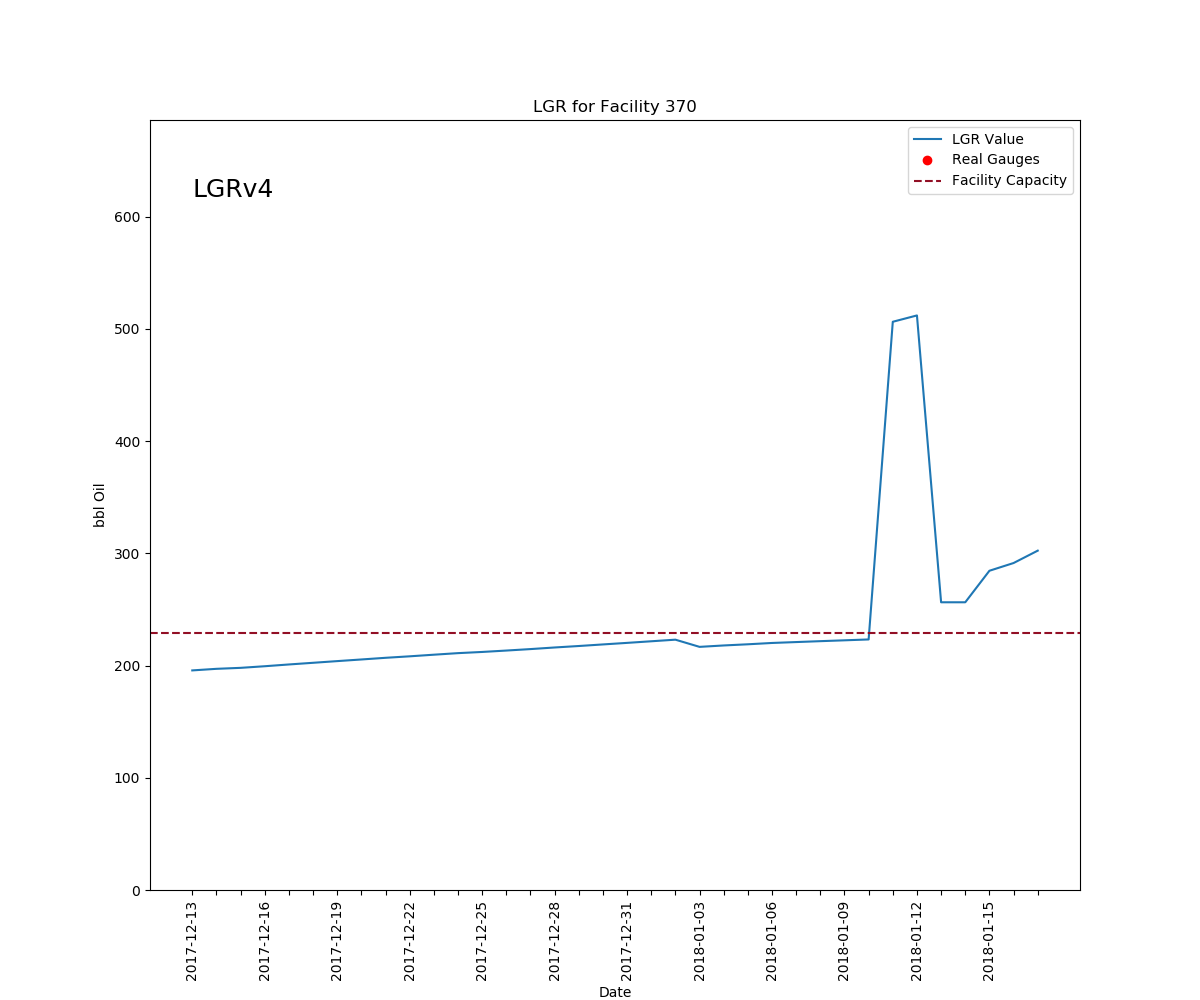 LGR for Facility 370
LGRv4
LGR Value
Real Gauges
Facility Capacity
bbl Oil
600
500
400
300
200
100
0
2017-12-13
2017-12-16
2017-12-19
2017-12-22
2017-12-25
2017-12-28
2017-12-31
2018-01-03
2018-01-06
2018-01-09
2018-01-12
2018-01-15
Date